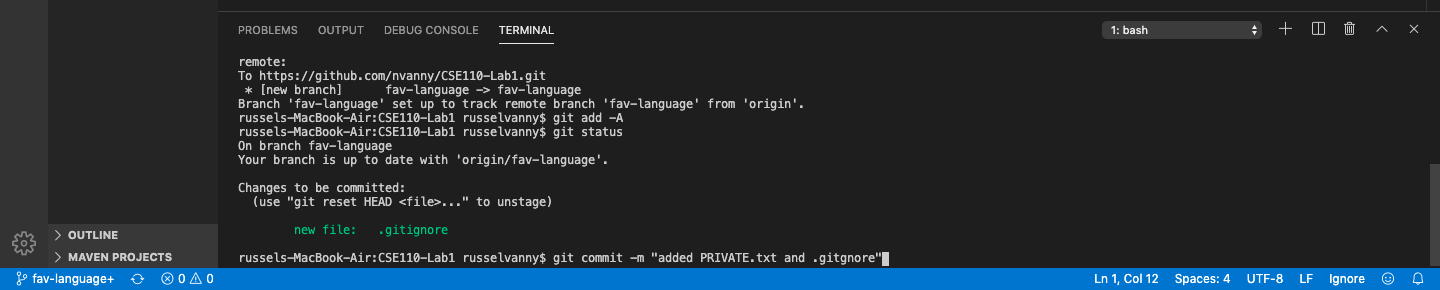 PROBLEMS OUTPUT DEBUG CONSOLE TERMINAL 1: bash
remote:
To https://github.com/nvanny/CSE110-Lab1.git
* [new branch] fav-language -> fav-language
Branch 'fav-language' set up to track remote branch 'fav-language' from 'origin'.
russels-MacBook-Air:CSE110-Lab1 russelvanny$ git add -A
russels-MacBook-Air:CSE110-Lab1 russelvanny$ git status
On branch fav-language
Your branch is up to date with 'origin/fav-language'.
Changes to be committed:
(use "git reset HEAD <file>..." to unstage)
new file: .gitignore
russels-MacBook-Air:CSE110-Lab1 russelvanny$ git commit -m "added PRIVATE.txt and .gitgnore"
OUTLINE
MAVEN PROJECTS
fav-language+ 0 0 Ln 1, Col 12 Spaces: 4 UTF-8 LF Ignore